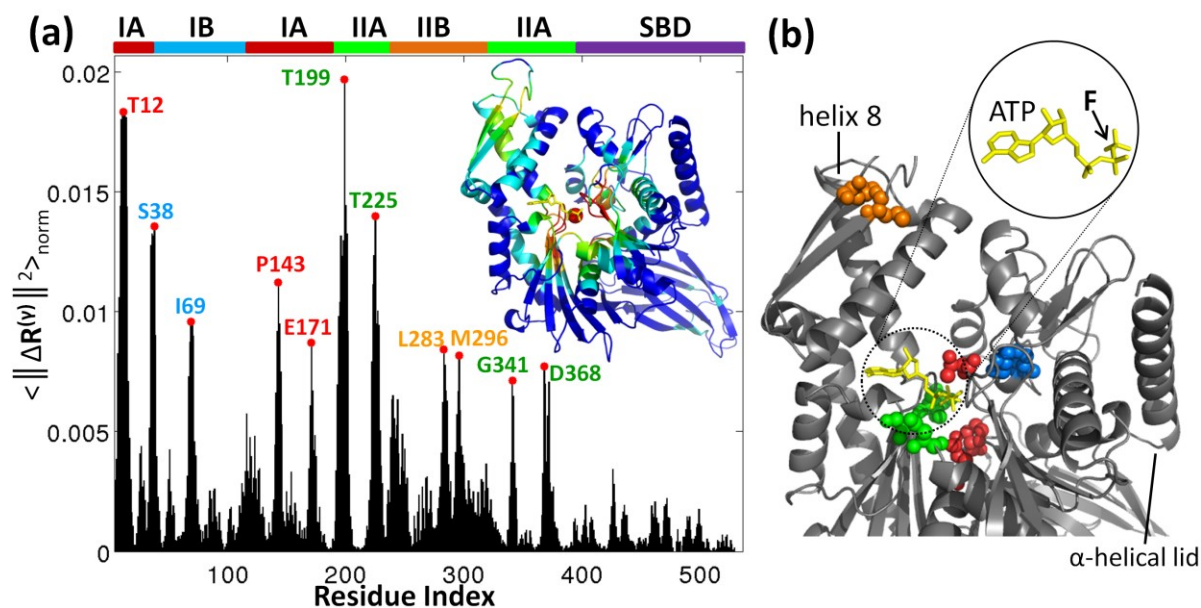 (a)
IA IB IA IIA IIB IIA SBD
0.02
0.015
0.01
0.005
0
< || ΔR(ν) || 2>norm
T12
S38
I69
P143
E171
T199
T225
L283 M296
G341
D368
100 200 300 400 500
Residue Index
(b)
helix 8
ATP
F
α-helical lid